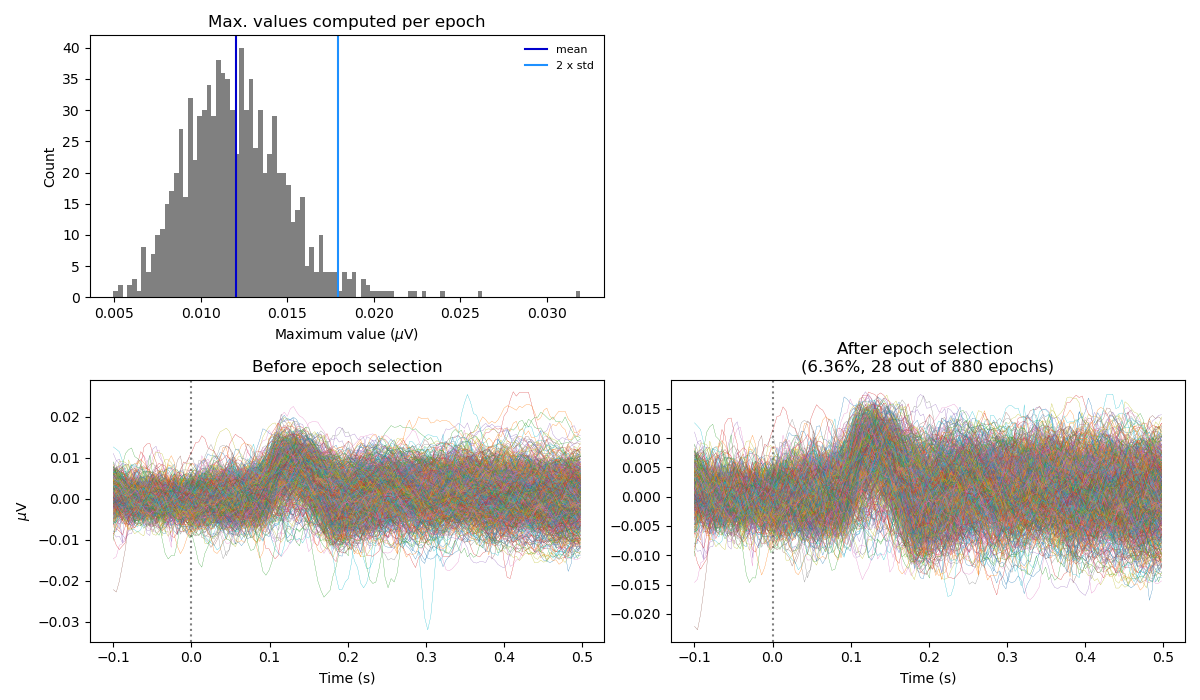 Max. values computed per epoch
mean
2 x std
40
35
30
25
20
15
10
5
0
Count
0.005 0.010 0.015 0.020 0.025 0.030
Maximum value (μV)
Before epoch selection
0.02
0.01
0.00
−0.01
−0.02
−0.03
μV
−0.1 0.0 0.1 0.2 0.3 0.4 0.5
Time (s)
After epoch selection
(6.36%, 28 out of 880 epochs)
0.015
0.010
0.005
0.000
−0.005
−0.010
−0.015
−0.020
−0.1 0.0 0.1 0.2 0.3 0.4 0.5
Time (s)